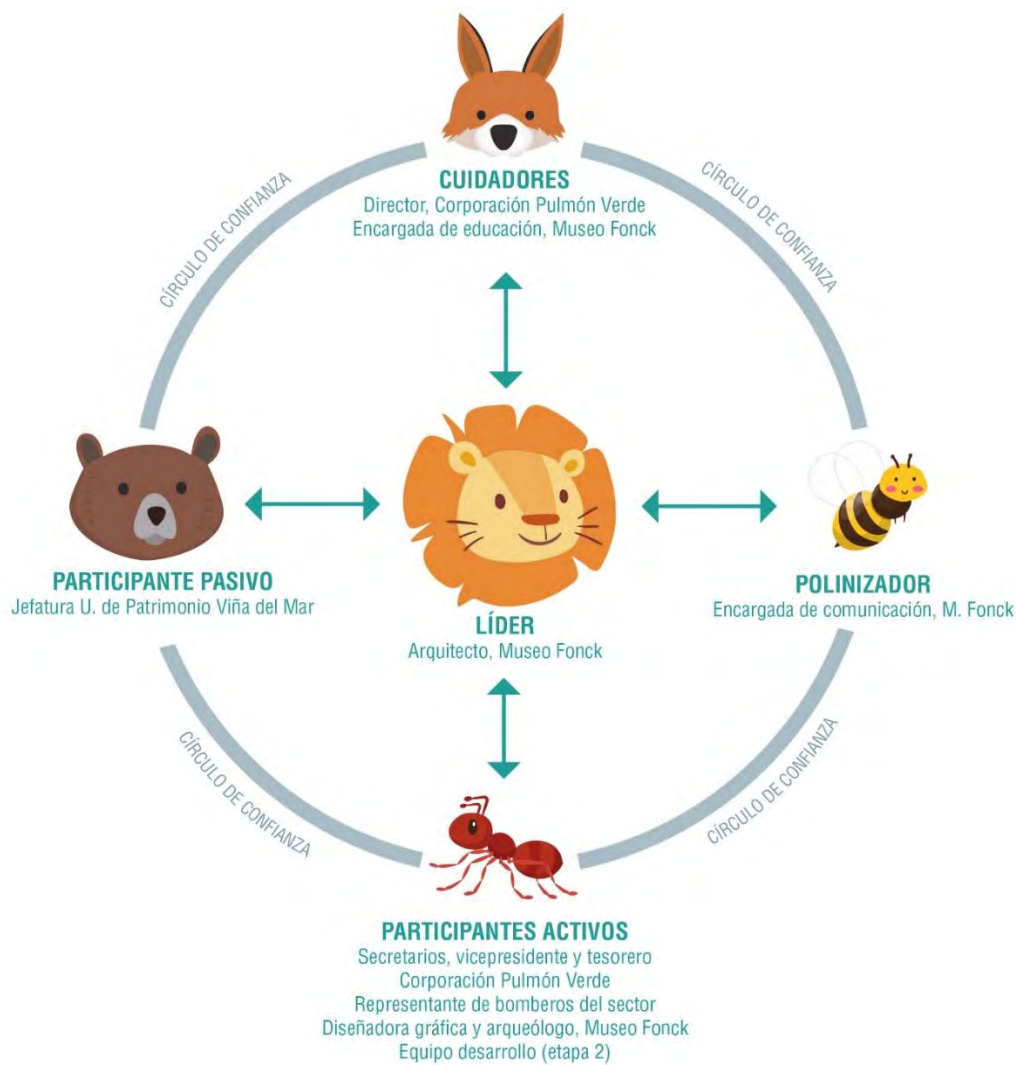 CUIDADORES
Director, Corporación Pulmón Verde
Encargada de educación, Museo Fonck
CÍRCULO DE CONFIANZA
CÍRCULO DE CONFIANZA
PARTICIPANTE PASIVO
Jefatura U. de Patrimonio Viña del Mar
LÍDER
Arquitecto, Museo Fonck
POLINIZADOR
Encargada de comunicación, M. Fonck
CÍRCULO DE CONFIANZA
CÍRCULO DE CONFIANZA
PARTICIPANTES ACTIVOS
Secretarios, vicepresidente y tesorero
Corporación Pulmón Verde
Representante de bomberos del sector
Diseñadora gráfica y arqueólogo, Museo Fonck
Equipo desarrollo (etapa 2)